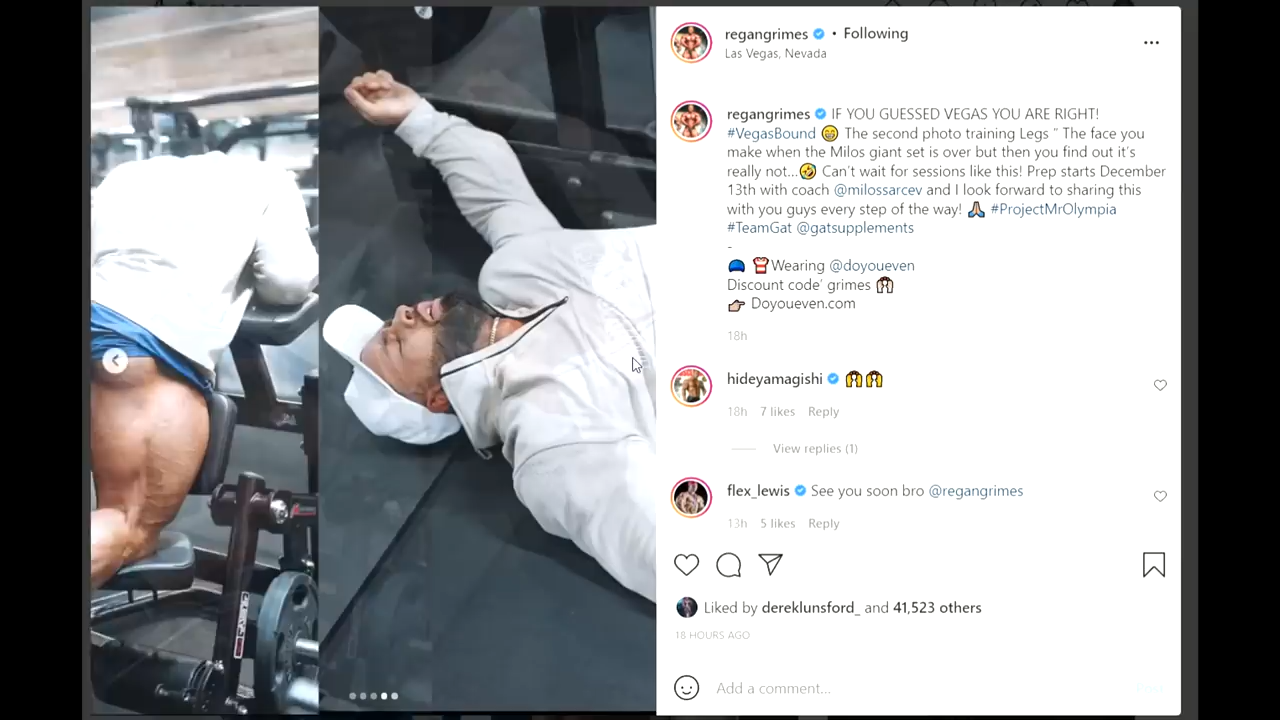 regangrimes • Following
Las Vegas, Nevada
regangrimes IF YOU GUESSED VEGAS YOU ARE RIGHT!
#VegasBound 😁 The second photo training Legs " The face you
make when the Milos giant set is over but then you find out it's
really not...🤣 Can't wait for sessions like this! Prep starts December
13th with coach @milossarcev and I look forward to sharing this
with you guys every step of the way! 🙏🏼 #ProjectMrOlympia
#TeamGat @gatsupplements
-
🧢 👕Wearing @doyoueven
Discount code' grimes 🙌🏼
👉🏼 Doyoueven.com
18h
hideyamagishi 🙌🙌
18h 7 likes Reply
View replies (1)
flex_lewis See you soon bro @regangrimes
13h 5 likes Reply
Liked by dereklunsford_ and 41,523 others
18 HOURS AGO
Add a comment...